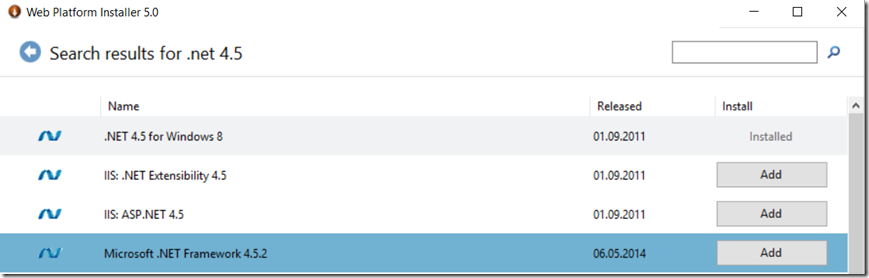 Web Platform Installer 5.0
Search results for .net 4.5
Name Released Install
.NET 4.5 for Windows 8 01.09.2011 Installed
IIS: .NET Extensibility 4.5 01.09.2011 Add
IIS: ASP.NET 4.5 01.09.2011 Add
Microsoft .NET Framework 4.5.2 06.05.2014 Add